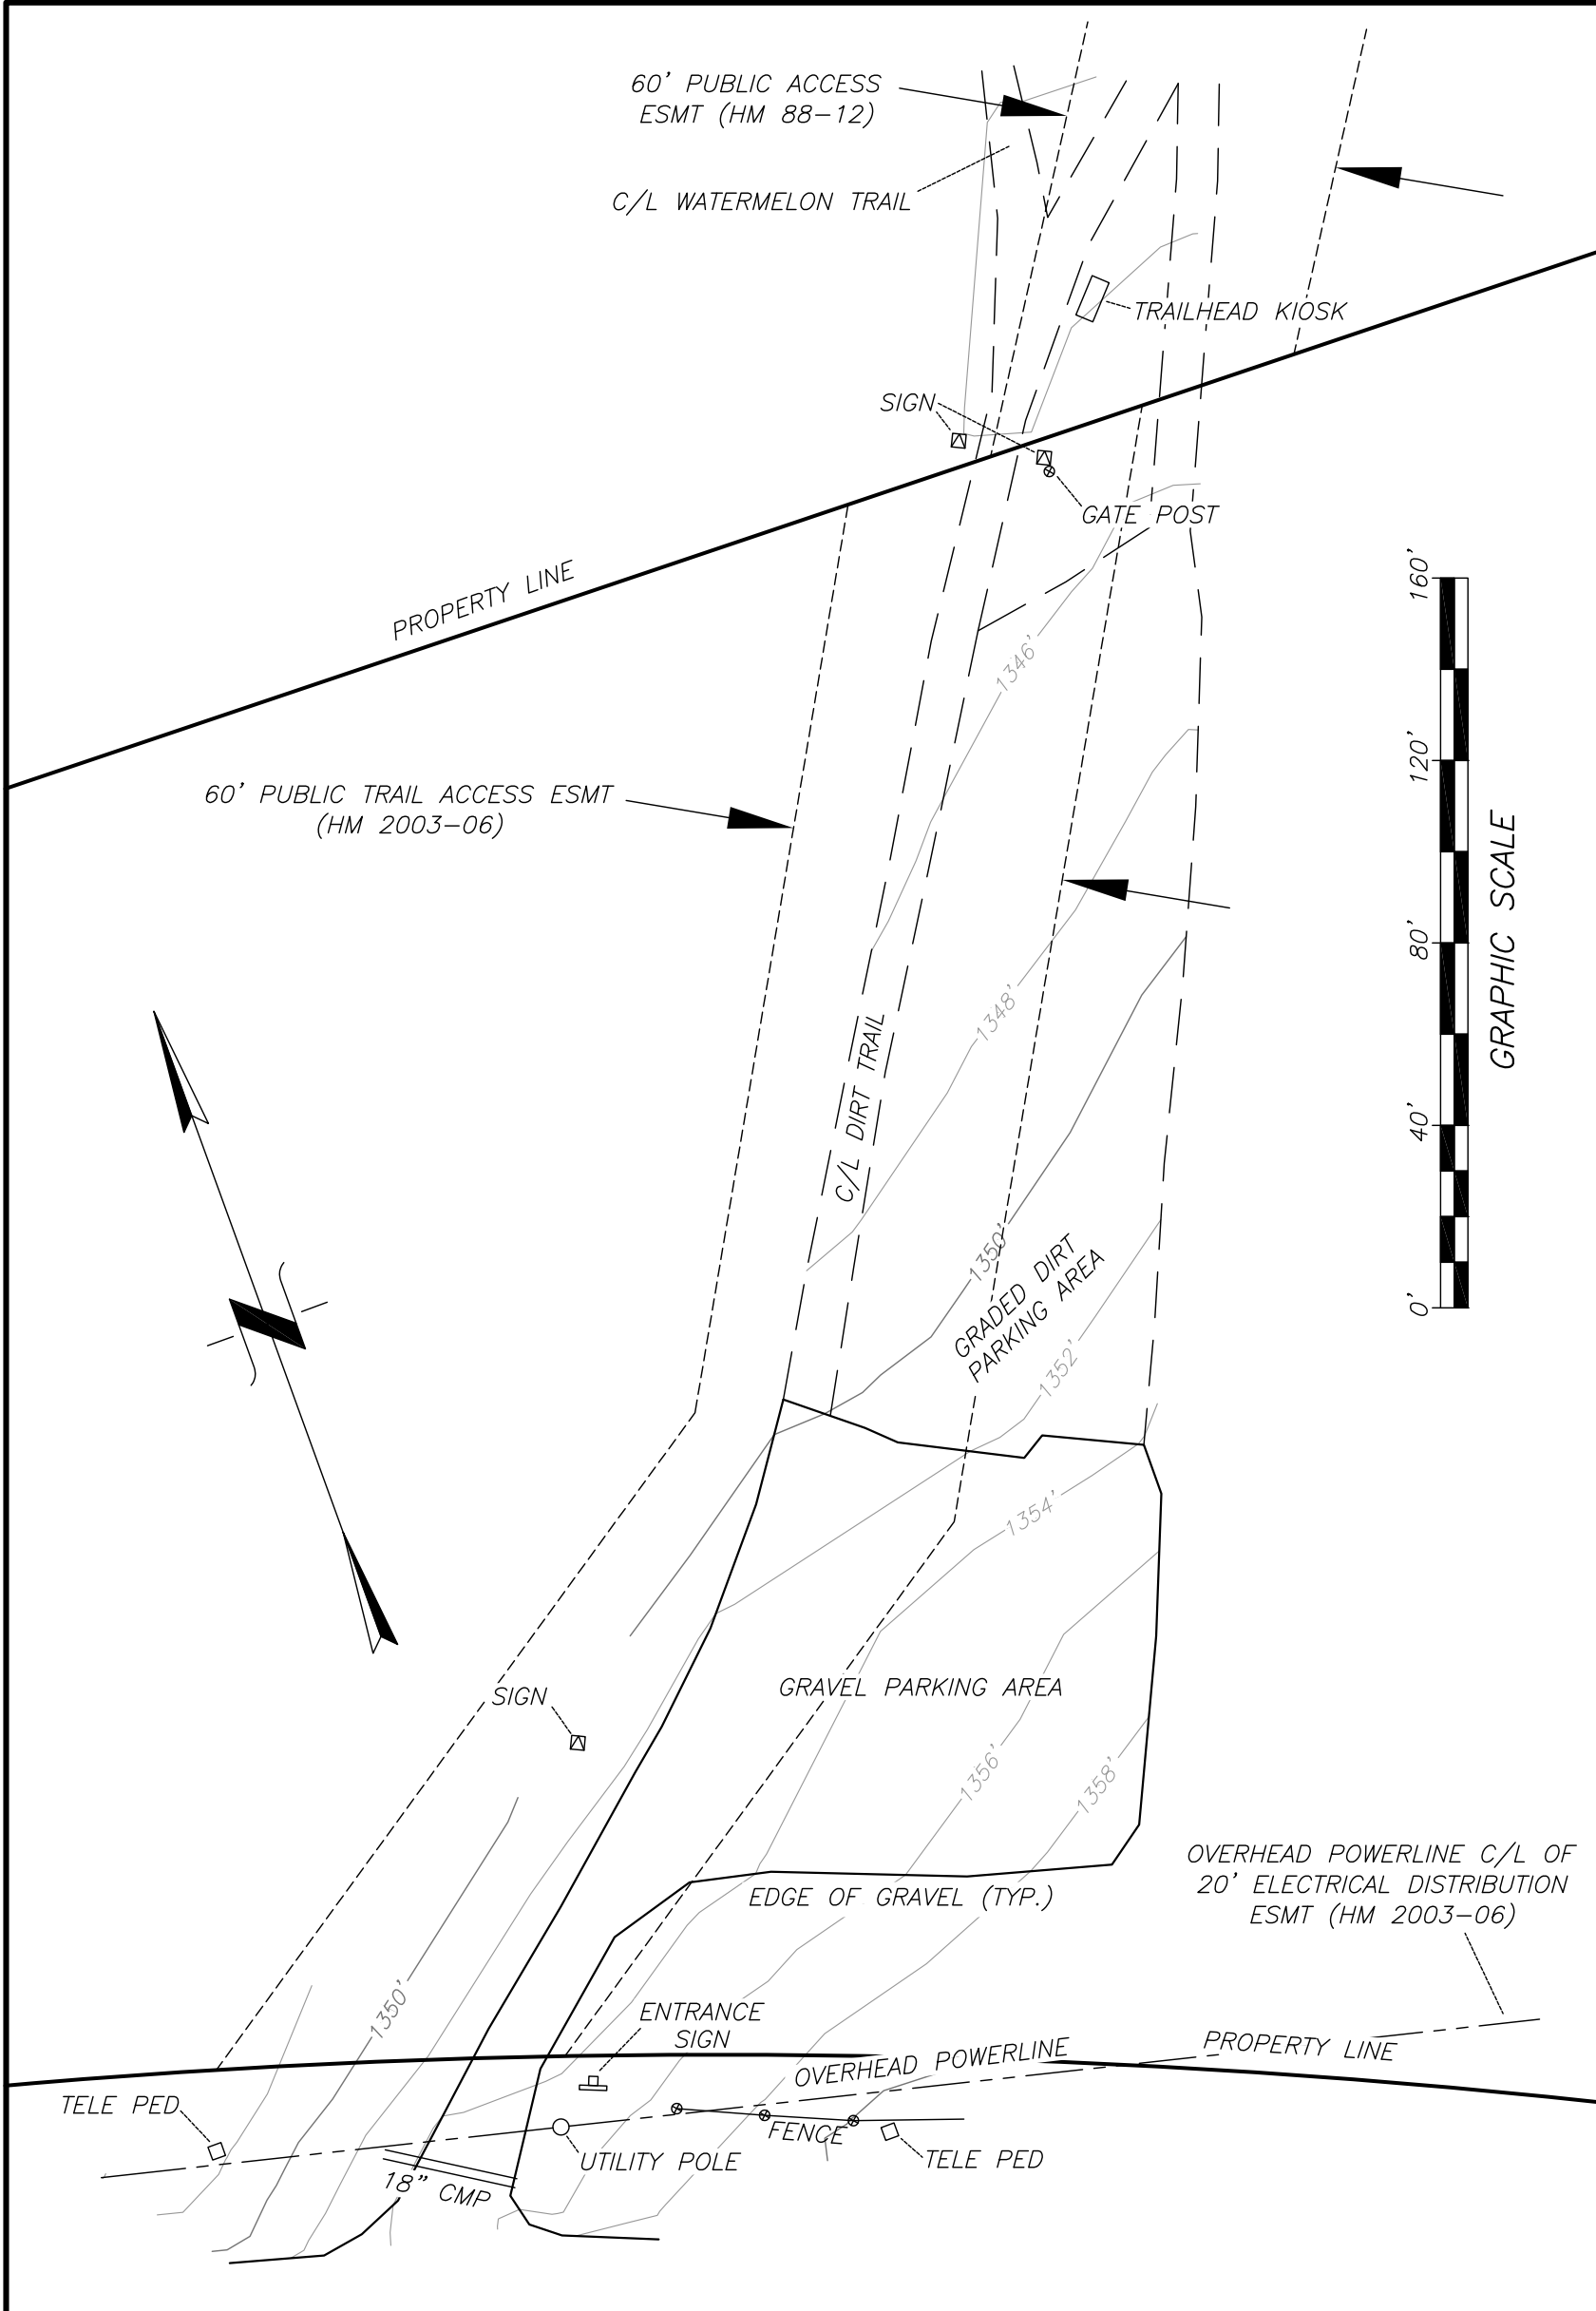 60' PUBLIC ACCESS
ESMT (HM 88-12)
C/L WATERMELON TRAIL
TRAILHEAD KIOSK
SIGN
GATE POST
PROPERTY LINE
160'
1346'
120'
60' PUBLIC TRAIL ACCESS ESMT
(HM 2003-06)
GRAPHIC SCALE
80'
1348'
C/L DIRT TRAIL
40'
1350'
GRADED DIRT
PARKING AREA
0'
1352'
1354'
SIGN
GRAVEL PARKING AREA
1356'
1358'
OVERHEAD POWERLINE C/L OF
20' ELECTRICAL DISTRIBUTION
ESMT (HM 2003-06)
EDGE OF GRAVEL (TYP.)
1350'
ENTRANCE
SIGN
OVERHEAD POWERLINE
PROPERTY LINE
TELE PED
FENCE
UTILITY POLE
TELE PED
18" CMP